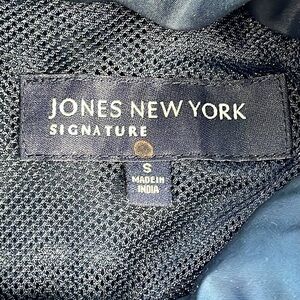 JONES NEW YORK
SIGNATURE
S
MADE IN
INDIA